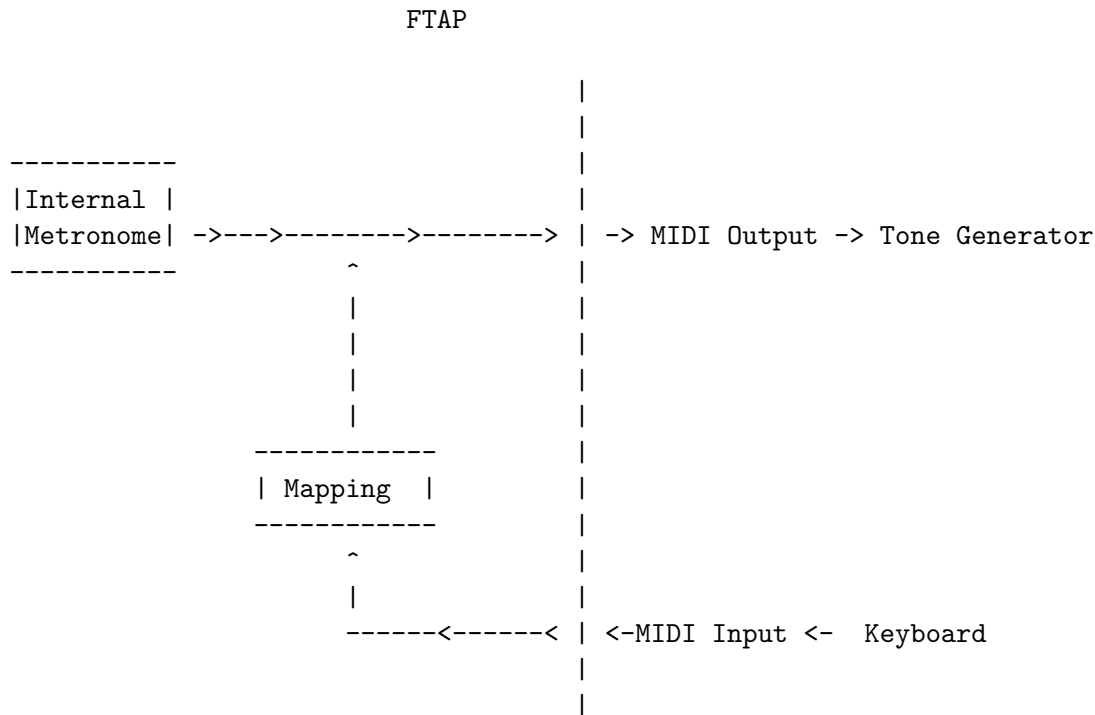 FTAP
|
|
----------- |
|Internal | |
|Metronome| ->--->-------->--------> | -> MIDI Output -> Tone Generator
----------- ^ |
| |
| |
| |
| |
------------ |
| Mapping | |
------------ |
^ |
| |
------<------< | <-MIDI Input <- Keyboard
|
|